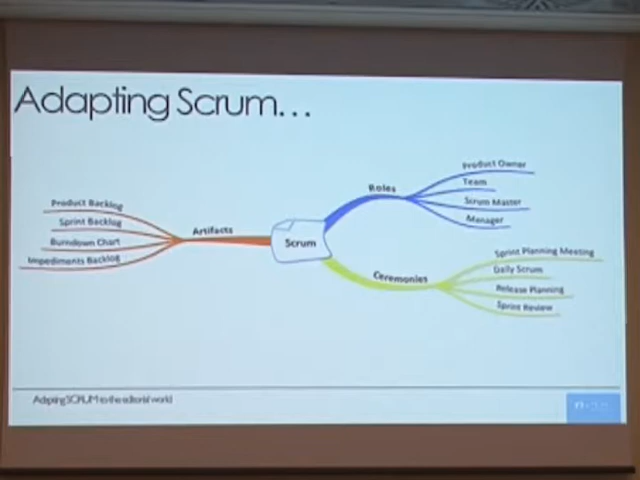 Adapting Scrum...
Product Backlog
Sprint Backlog
Burndown Chart
Impediments Backlog
Artifacts
Scrum
Roles
Product Owner
Team
Scrum Master
Manager
Ceremonies
Sprint Planning Meeting
Daily Scrum
Release Planning
Sprint Review
Adapting SCRUM to the editorial world